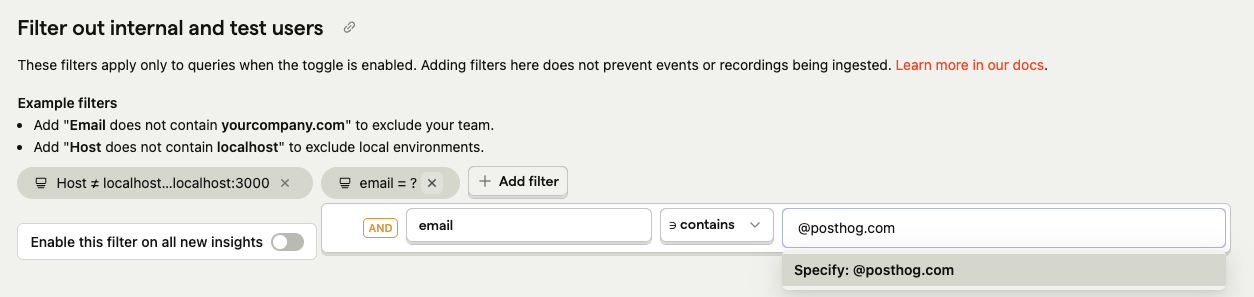 Filter out internal and test users
These filters apply only to queries when the toggle is enabled. Adding filters here does not prevent events or recordings being ingested. Learn more in our docs.
Example filters
• Add "Email does not contain yourcompany.com" to exclude your team.
• Add "Host does not contain localhost" to exclude local environments.
Host ≠ localhost...localhost:3000 × email = ? × + Add filter
AND email ∋ contains @posthog.com
Enable this filter on all new insights
Specify: @posthog.com